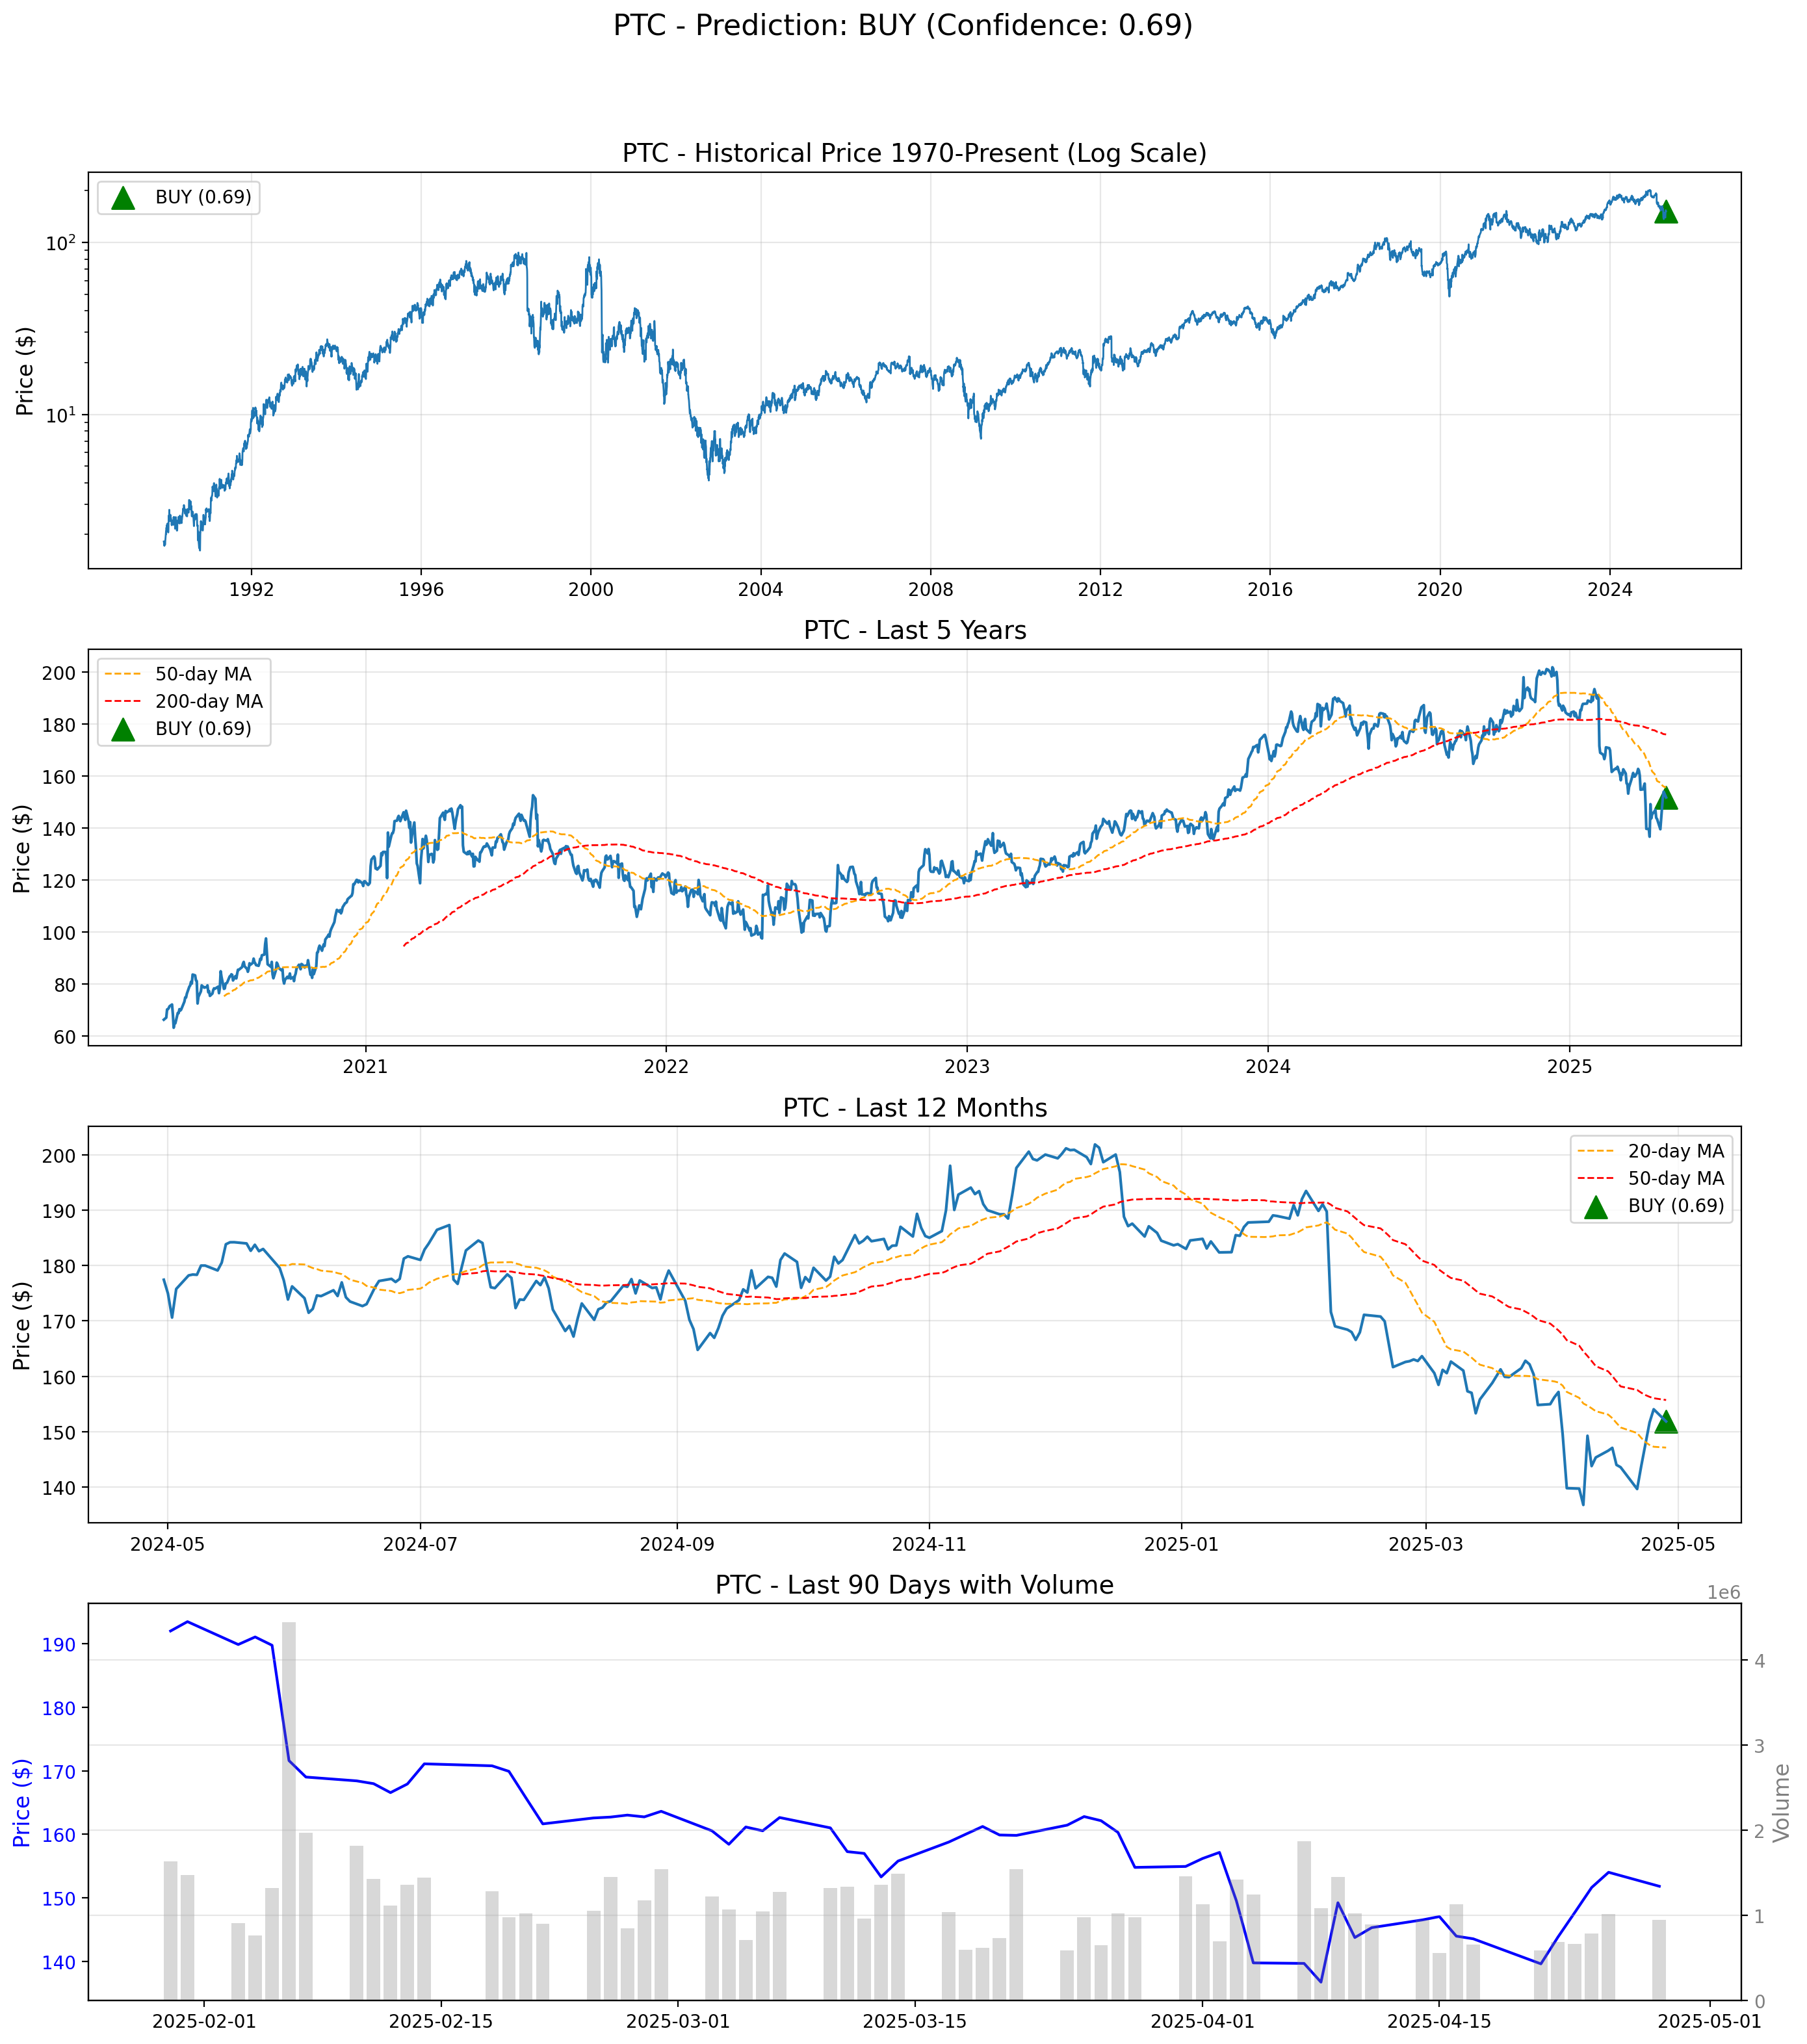 PTC - Prediction: BUY (Confidence: 0.69)
PTC - Historical Price 1970-Present (Log Scale)
BUY (0.69)
Price ($)
10²
10¹
1992 1996 2000 2004 2008 2012 2016 2020 2024
PTC - Last 5 Years
50-day MA
200-day MA
BUY (0.69)
Price ($)
200
180
160
140
120
100
80
60
2021 2022 2023 2024 2025
PTC - Last 12 Months
20-day MA
50-day MA
BUY (0.69)
Price ($)
200
190
180
170
160
150
140
2024-05 2024-07 2024-09 2024-11 2025-01 2025-03 2025-05
PTC - Last 90 Days with Volume
1e6
Price ($)
190
180
170
160
150
140
4
3
2
1
0
Volume
2025-02-01 2025-02-15 2025-03-01 2025-03-15 2025-04-01 2025-04-15 2025-05-01